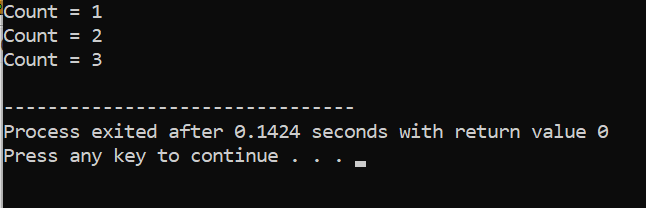 Count = 1
Count = 2
Count = 3
--------------------------------
Process exited after 0.1424 seconds with return value 0
Press any key to continue . . .